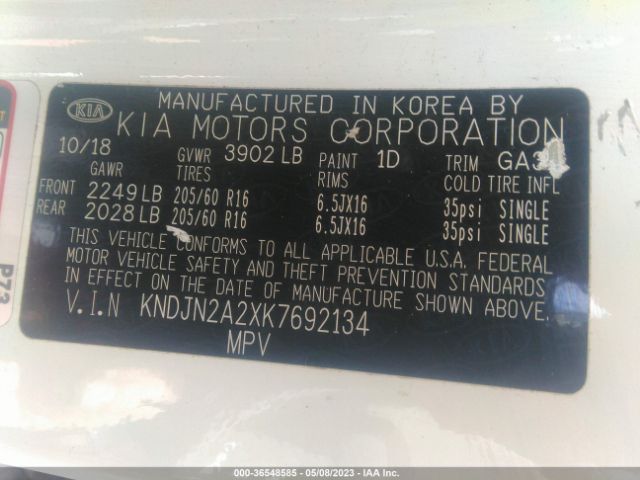 KIA
MANUFACTURED IN KOREA BY
KIA MOTORS CORPORATION
10/18 GVWR 3902 LB PAINT 1D TRIM
GAWR TIRES RIMS COLD TIRE INFL
FRONT 2249 LB 205/60 R16 6.5JX16 35psi SINGLE
REAR 2028 LB 205/60 R16 6.5JX16 35psi SINGLE
THIS VEHICLE CONFORMS TO ALL APPLICABLE U.S.A. FEDERAL
MOTOR VEHICLE SAFETY AND THEFT PREVENTION STANDARDS
IN EFFECT ON THE DATE OF MANUFACTURE SHOWN ABOVE.
V.I.N KNDJN2A2XK7692134
MPV
P73
000-36548585 - 05/08/2023 - IAA Inc.